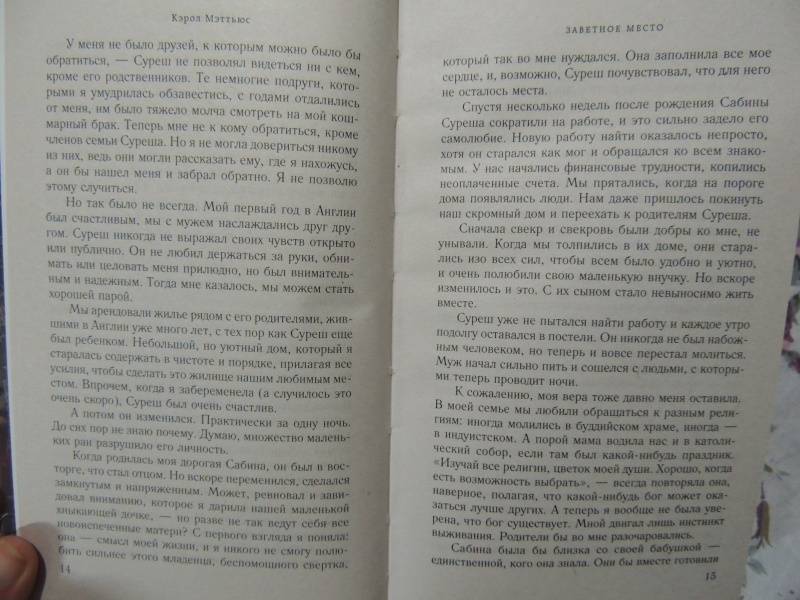 Кэрол Мэттьюс
У меня не было друзей, к которым можно было бы
обратиться, — Суреш не позволял видеться ни с кем,
кроме его родственников. Те немногие подруги, кото-
рыми я умудрилась обзавестись, с годами отдалились
от меня, им было тяжело молча смотреть на мой кош-
марный брак. Теперь мне не к кому обратиться, кроме
членов семьи Суреша. Но я не могла довериться никому
из них, ведь они могли рассказать ему, где я нахожусь,
а он бы нашел меня и забрал обратно. Я не позволю
этому случиться.
Но так было не всегда. Мой первый год в Англии
был счастливым, мы с мужем наслаждались друг дру-
гом. Суреш никогда не выражал своих чувств открыто
или публично. Он не любил держаться за руки, обни-
мать или целовать меня прилюдно, но был вниматель-
ным и надежным. Тогда мне казалось, мы можем стать
хорошей парой.
Мы арендовали жилье рядом с его родителями, жив-
шими в Англии уже много лет, с тех пор как Суреш еще
был ребенком. Небольшой, но уютный дом, который я
старалась содержать в чистоте и порядке, прилагая все
усилия, чтобы сделать это жилище нашим любимым ме-
стом. Впрочем, когда я забеременела (а случилось это
очень скоро), Суреш был очень счастлив.
А потом он изменился. Практически за одну ночь.
До сих пор не знаю почему. Думаю, множество малень-
ких ран разрушило его личность.
Когда родилась моя дорогая Сабина, он был в вос-
торге, что стал отцом. Но вскоре переменился, сделался
замкнутым и напряженным. Может, ревновал и зави-
довал вниманию, которое я дарила нашей маленькой
хныкающей дочке, — но разве не так ведут себя все
новоиспеченные матери? С первого взгляда я поняла:
она — смысл моей жизни, и я никого не смогу полю-
бить сильнее этого младенца, беспомощного свертка,
14
ЗАВЕТНОЕ МЕСТО
который так во мне нуждался. Она заполнила все мое
сердце, и, возможно, Суреш почувствовал, что для него
не осталось места.
Спустя несколько недель после рождения Сабины
Суреша сократили на работе, и это сильно задело его
самолюбие. Новую работу найти оказалось непросто,
хотя он старался как мог и обращался ко всем знако-
мым. У нас начались финансовые трудности, копились
неоплаченные счета. Мы прятались, когда на пороге
дома появлялись люди. Нам даже пришлось покинуть
наш скромный дом и переехать к родителям Суреша.
Сначала свекр и свекровь были добры ко мне, не
унывали. Когда мы толпились в их доме, они стара-
лись изо всех сил, чтобы всем было удобно и уютно,
и очень полюбили свою маленькую внучку. Но вскоре
изменилось и это. С их сыном стало невыносимо жить
вместе.
Суреш уже не пытался найти работу и каждое утро
подолгу оставался в постели. Он никогда не был набож-
ным человеком, но теперь и вовсе перестал молиться.
Муж начал сильно пить и сошелся с людьми, с которы-
ми теперь проводит ночи.
К сожалению, моя вера тоже давно меня оставила.
В моей семье мы любили обращаться к разным рели-
гиям: иногда молились в буддийском храме, иногда —
в индуистском. А порой мама водила нас и в католи-
ческий собор, если там был какой-нибудь праздник.
«Изучай все религии, цветок моей души. Хорошо, когда
есть возможность выбрать», — всегда повторяла она,
наверное, полагая, что какой-нибудь бог может ока-
заться лучше других. А теперь я вообще не была уве-
рена, что бог существует. Мной двигал лишь инстинкт
выживания. Родители бы во мне разочаровались.
Сабина была бы близка со своей бабушкой —
единственной, кого она знала. Они бы вместе готовили
15